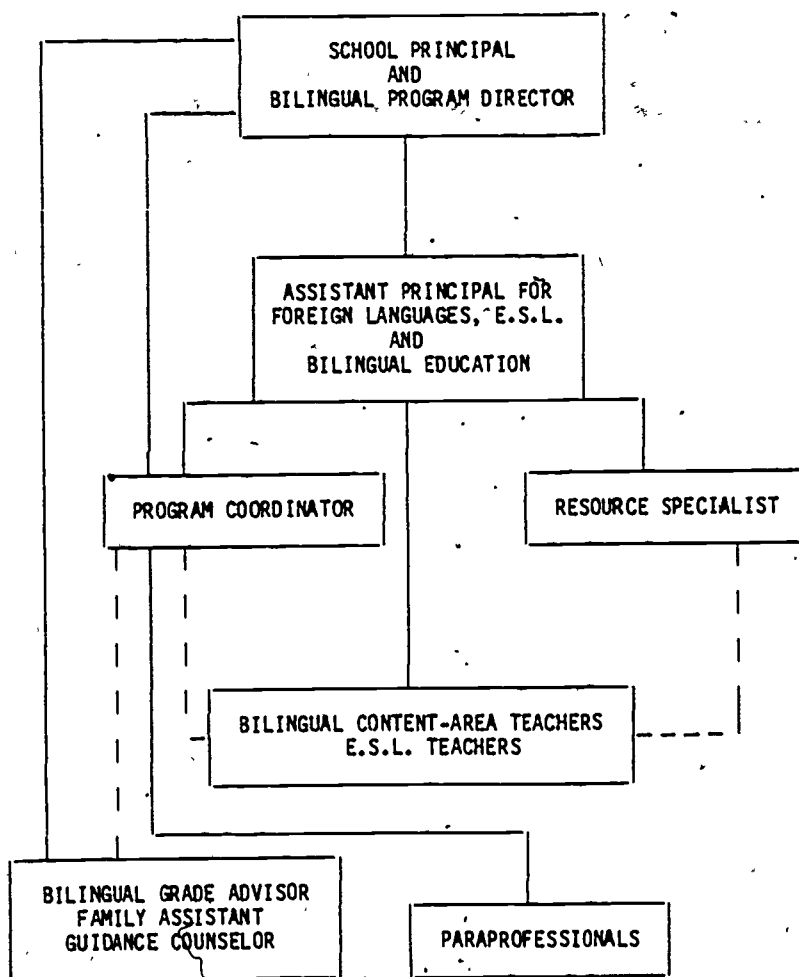 SCHOOL PRINCIPAL
AND
BILINGUAL PROGRAM DIRECTOR
ASSISTANT PRINCIPAL FOR
FOREIGN LANGUAGES, E.S.L.
AND
BILINGUAL EDUCATION
PROGRAM COORDINATOR
RESOURCE SPECIALIST
BILINGUAL CONTENT-AREA TEACHERS
E.S.L. TEACHERS
BILINGUAL GRADE ADVISOR
FAMILY ASSISTANT
GUIDANCE COUNSELOR
PARAPROFESSIONALS